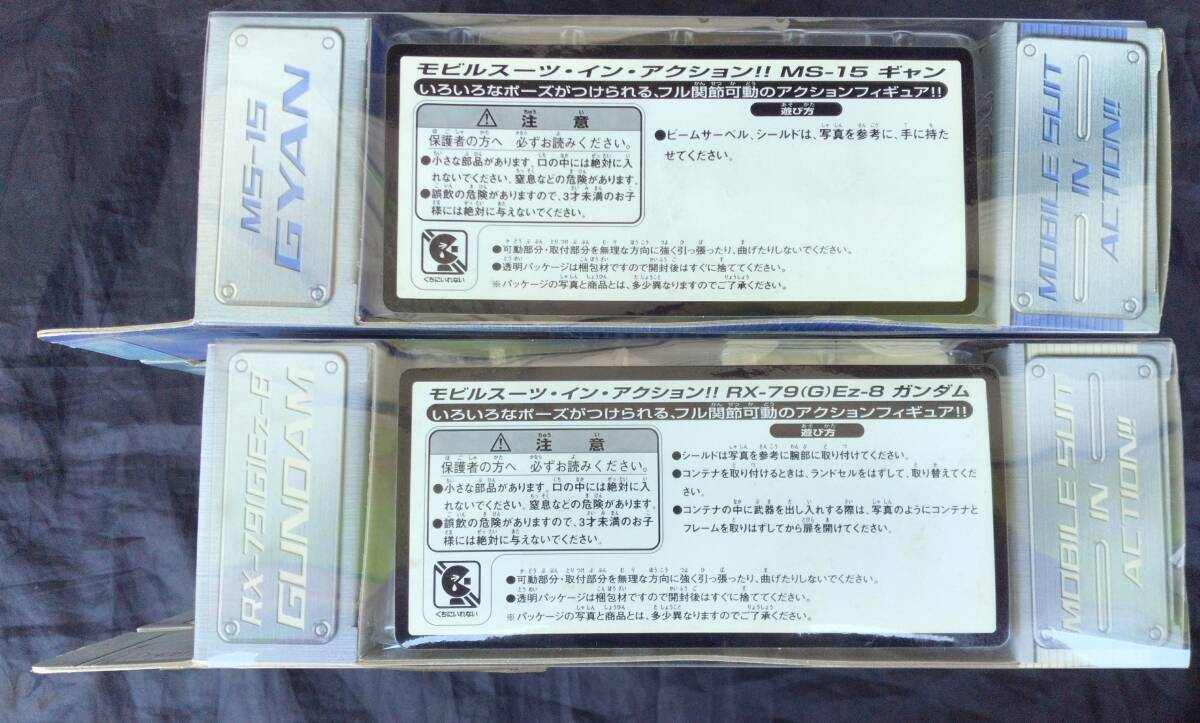 MS-15
GYAN
モビルスーツ・イン・アクション!! MS-15 ギャン
いろいろなポーズがつけられる、フル関節可動のアクションフィギュア!!
⚠ 注 意
保護者の方へ 必ずお読みください。
●小さな部品があります。口の中には絶対に入
れないでください、窒息などの危険があります。
●誤飲の危険がありますので、3才未満のお子
様には絶対に与えないでください。
遊び方
●ビームサーベル、シールドは、写真を参考に、手に持た
せてください。
くちにいれない
●可動部分・取付部分を無理な方向に強く引っ張ったり、曲げたりしないでください。
●透明パッケージは梱包材ですので開封後はすぐに捨ててください。
※パッケージの写真と商品とは、多少異なりますのでご了承ください。
MOBILE SUIT
IN
ACTION!!
RX-79(G)Ez-8
GUNDAM
モビルスーツ・イン・アクション!! RX-79(G)Ez-8 ガンダム
いろいろなポーズがつけられる、フル関節可動のアクションフィギュア!!
⚠ 注 意
保護者の方へ 必ずお読みください。
●小さな部品があります。口の中には絶対に入
れないでください。窒息などの危険があります。
●誤飲の危険がありますので、3才未満のお子
様には絶対に与えないでください。
遊び方
●シールドは写真を参考に腕部に取り付けてください。
●コンテナを取り付けるときは、ランドセルをはずして、取り替えてくだ
さい。
●コンテナの中に武器を出し入れする際は、写真のようにコンテナと
フレームを取りはずしてから扉を開けてください。
くちにいれない
●可動部分・取付部分を無理な方向に強く引っ張ったり、曲げたりしないでください。
●透明パッケージは梱包材ですので開封後はすぐに捨ててください。
※パッケージの写真と商品とは、多少異なりますのでご了承ください。
MOBILE SUIT
IN
ACTION!!